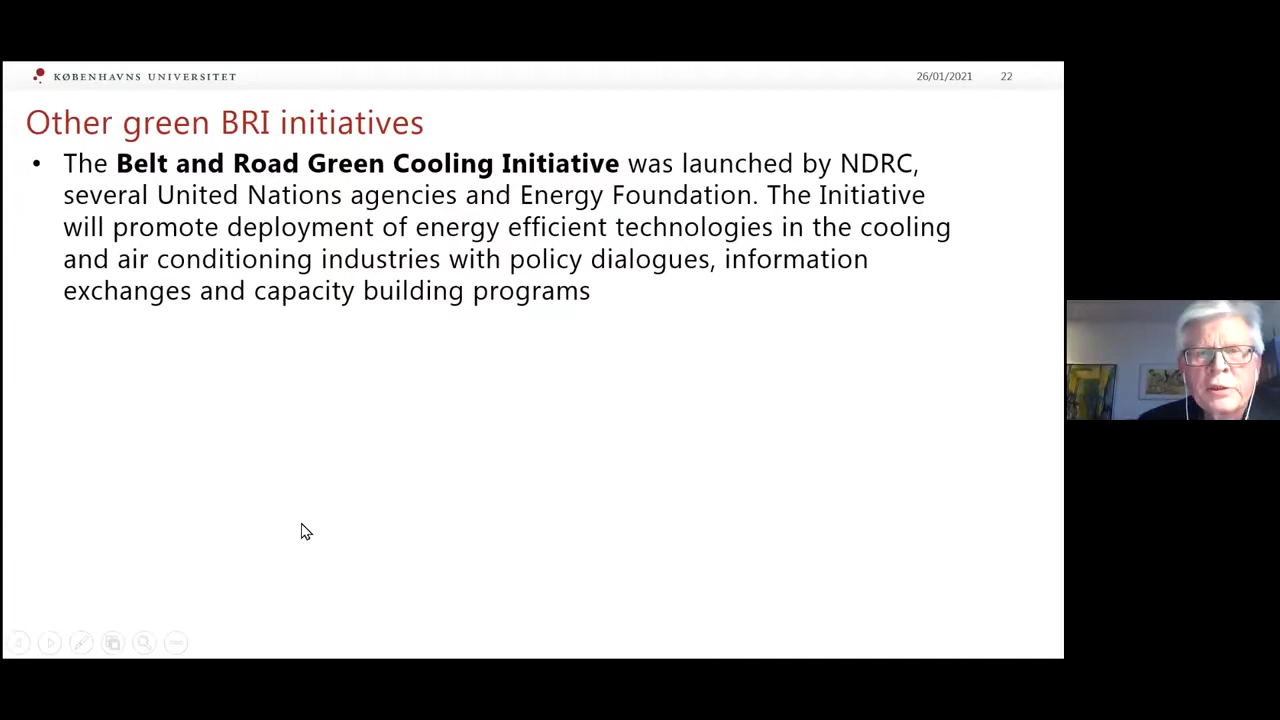 KØBENHAVNS UNIVERSITET
26/01/2021 22
Other green BRI initiatives
• The Belt and Road Green Cooling Initiative was launched by NDRC,
several United Nations agencies and Energy Foundation. The Initiative
will promote deployment of energy efficient technologies in the cooling
and air conditioning industries with policy dialogues, information
exchanges and capacity building programs